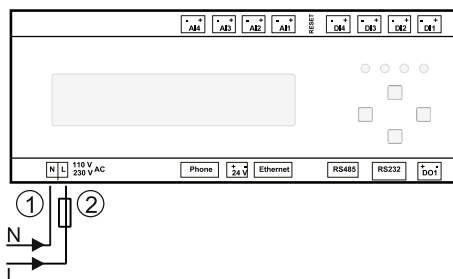 - + - + - + - + RESET - + - + - + - +
AI4 AI3 AI2 AI1 DI4 DI3 DI2 DI1
N L 110 V AC Phone + - Ethernet RS485 RS232 + -
230 V 24 V DO1
1 2
N
L